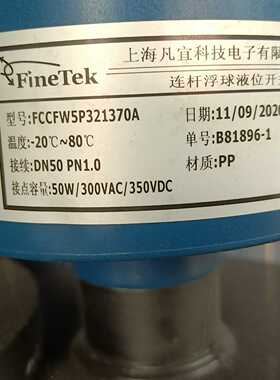 FineTek
上海凡宜科技电子有限
连杆浮球液位开
型号:FCCFW5P321370A
日期:11/09/2020
温度:-20℃~80℃
单号:B81896-1
接续:DN50 PN1.0
材质:PP
接点容量:50W/300VAC/350VDC